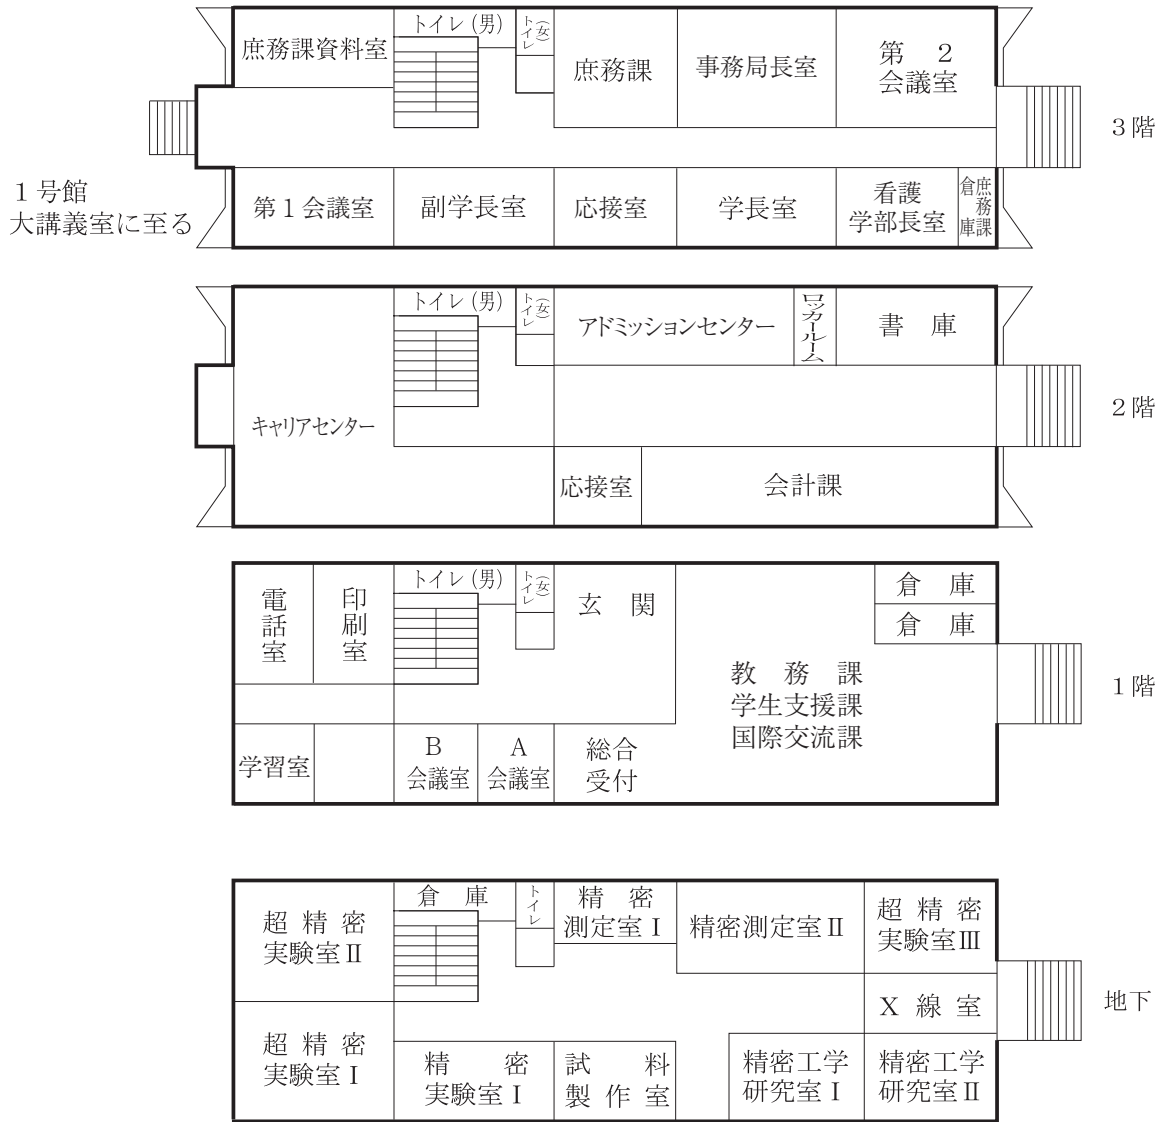 庶務課資料室
トイレ(男)
トイレ(女)
庶務課
事務局長室
第 2
会議室
3階
1号館
大講義室に至る
第1会議室
副学長室
応接室
学長室
看護
学部長室
庶務課
倉庫
トイレ(男)
トイレ(女)
アドミッションセンター
ロッカールーム
書 庫
2階
キャリアセンター
応接室
会計課
電話室
印刷室
トイレ(男)
トイレ(女)
玄 関
倉 庫
倉 庫
教 務 課
学生支援課
国際交流課
1階
学習室
B
会議室
A
会議室
総合
受付
超 精 密
実験室Ⅱ
倉 庫
トイレ
精 密
測定室Ⅰ
精密測定室Ⅱ
超 精 密
実験室Ⅲ
X 線 室
地下
超 精 密
実験室Ⅰ
精 密
実験室Ⅰ
試 料
製 作 室
精密工学
研究室Ⅰ
精密工学
研究室Ⅱ